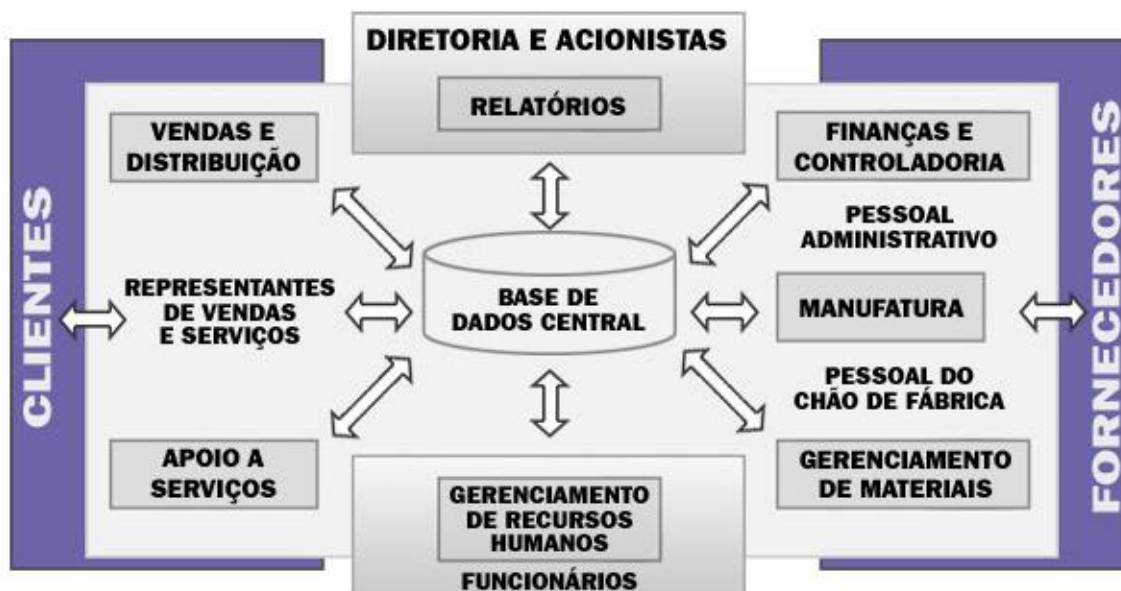 DIRETORIA E ACIONISTAS
RELATÓRIOS
CLIENTES
VENDAS E
DISTRIBUIÇÃO
REPRESENTANTES
DE VENDAS
E SERVIÇOS
APOIO A
SERVIÇOS
BASE DE
DADOS CENTRAL
GERENCIAMENTO
DE RECURSOS
HUMANOS
FUNCIONÁRIOS
FINANÇAS E
CONTROLADORIA
PESSOAL
ADMINISTRATIVO
MANUFATURA
PESSOAL DO
CHÃO DE FÁBRICA
GERENCIAMENTO
DE MATERIAIS
FORNECEDORES